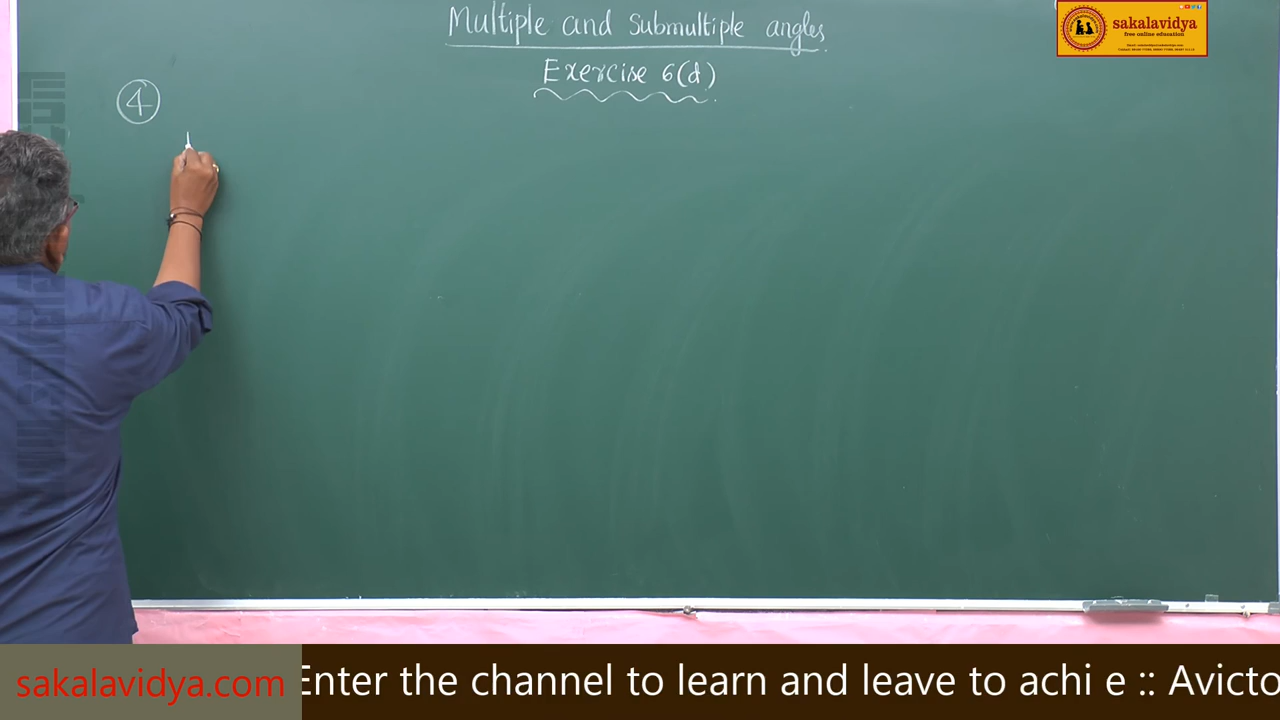 Multiple and Submultiple angles
Exercise 6(d)
4
sakalavidya
free online education
sakalavidya.com
Enter the channel to learn and leave to achi e :: Avicto